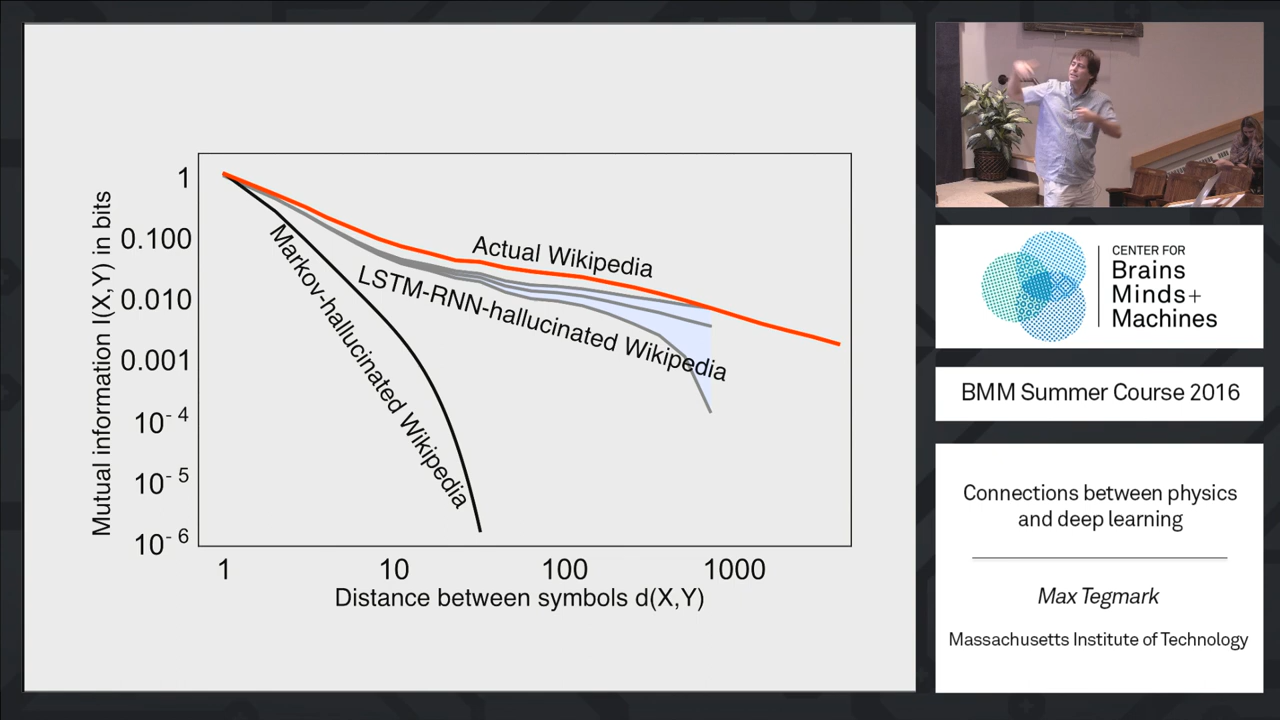 1
0.100
0.010
0.001
10-4
10-5
10-6
Mutual information I(X,Y) in bits
Actual Wikipedia
LSTM-RNN-hallucinated Wikipedia
Markov-hallucinated Wikipedia
1 10 100 1000
Distance between symbols d(X,Y)
CENTER FOR
Brains
Minds+
Machines
BMM Summer Course 2016
Connections between physics
and deep learning
Max Tegmark
Massachusetts Institute of Technology